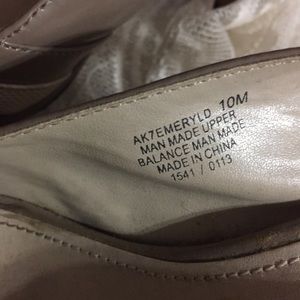 AK7EMERYLD 10M
MAN MADE UPPER
BALANCE MAN MADE
MADE IN CHINA
1541 / 0113